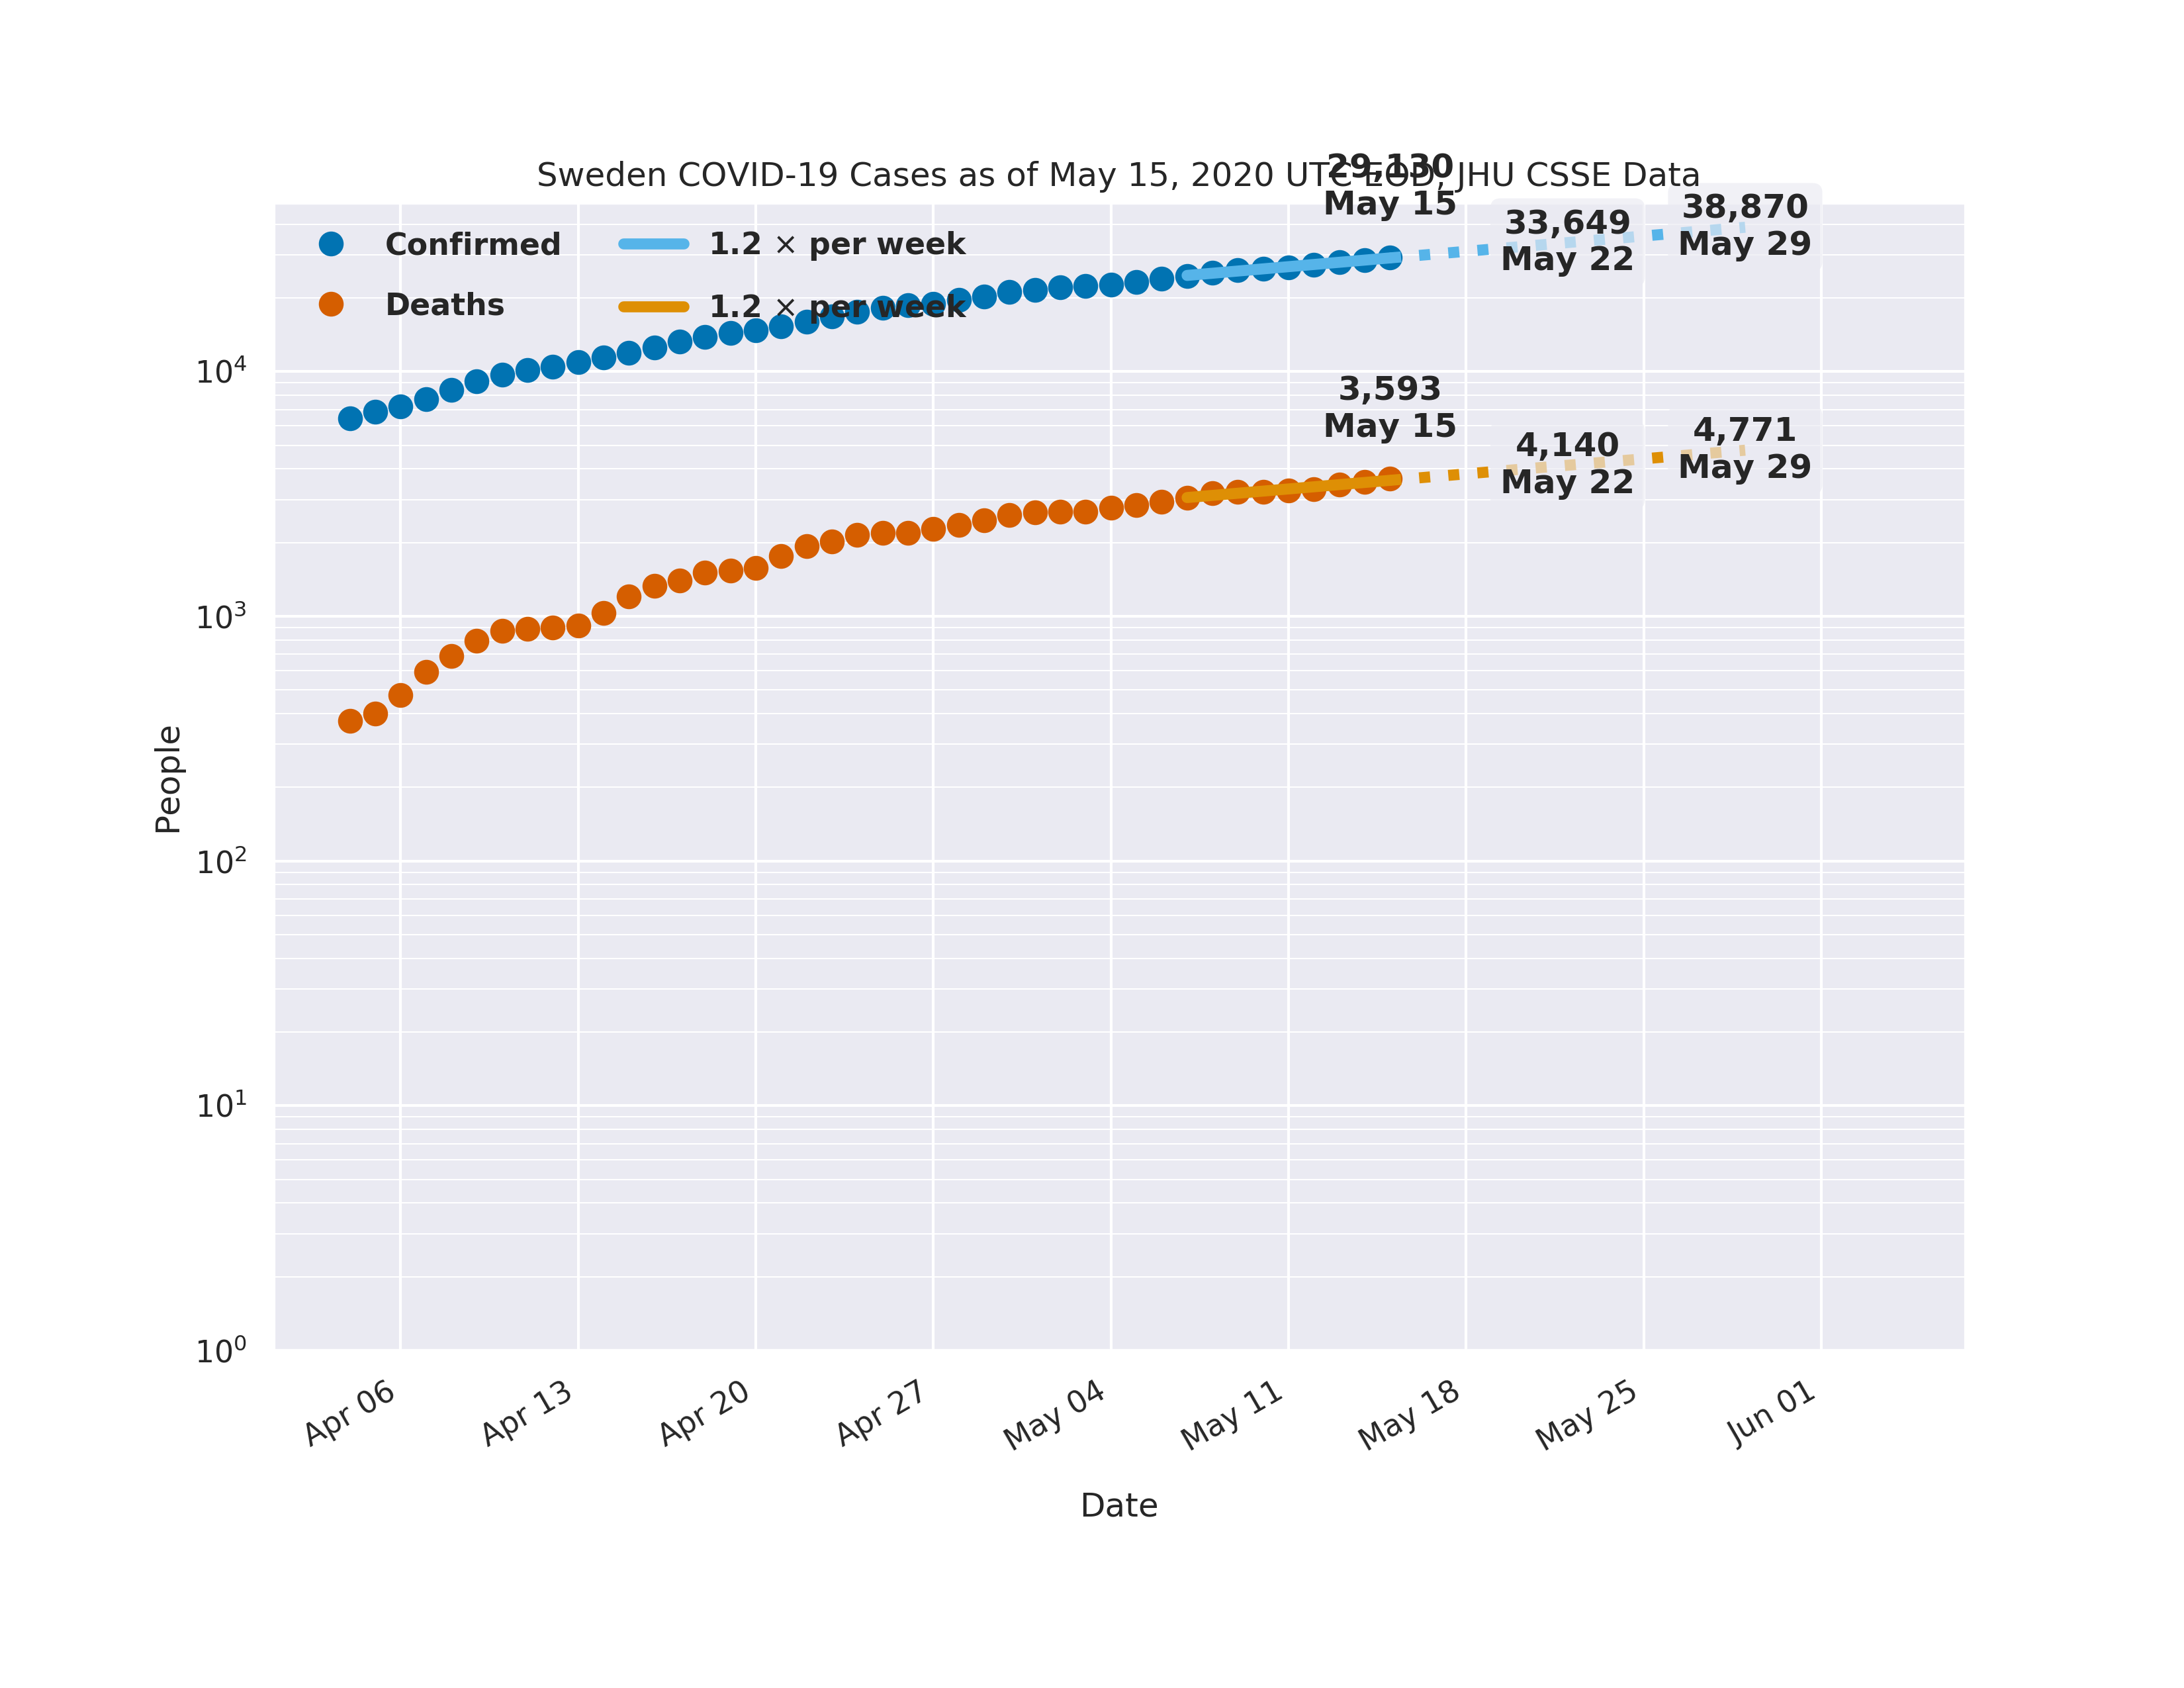 Sweden COVID-19 Cases as of May 15, 2020 UTC EOD, JHU CSSE Data
29,130
May 15
33,649
May 22
38,870
May 29
Confirmed
Deaths
1.2 × per week
1.2 × per week
3,593
May 15
4,140
May 22
4,771
May 29
10⁴
10³
10²
10¹
10⁰
People
Apr 06
Apr 13
Apr 20
Apr 27
May 04
May 11
May 18
May 25
Jun 01
Date